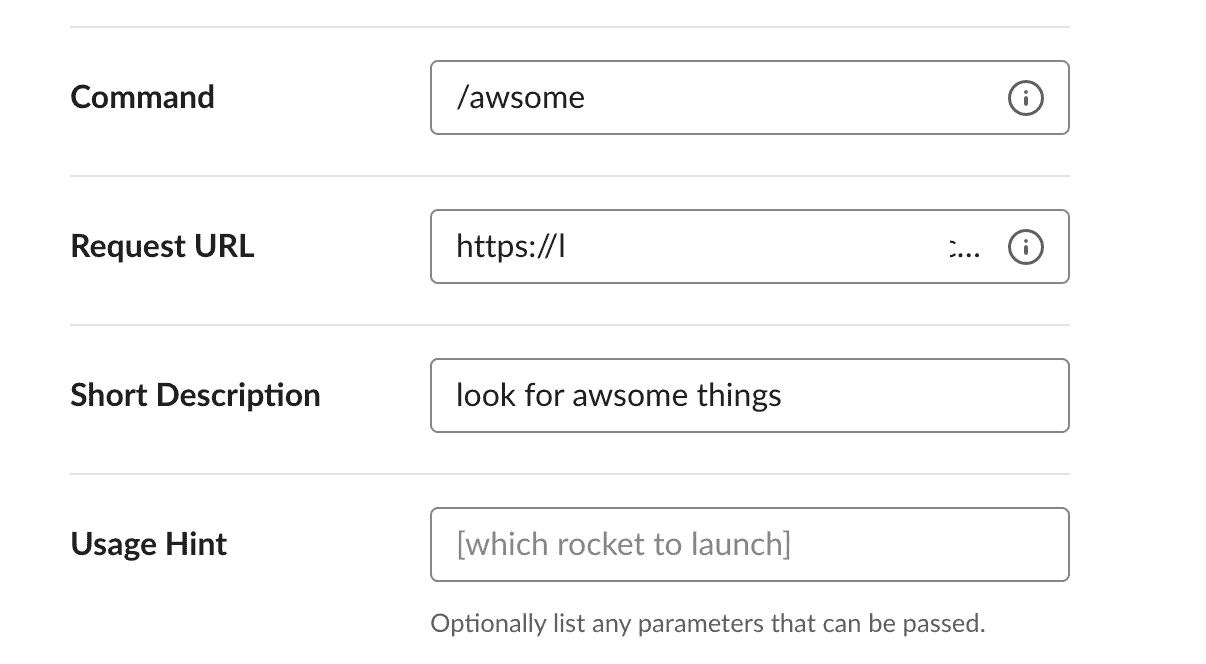 Command
/awsome
Request URL
https://l
...
Short Description
look for awsome things
Usage Hint
[which rocket to launch]
Optionally list any parameters that can be passed.